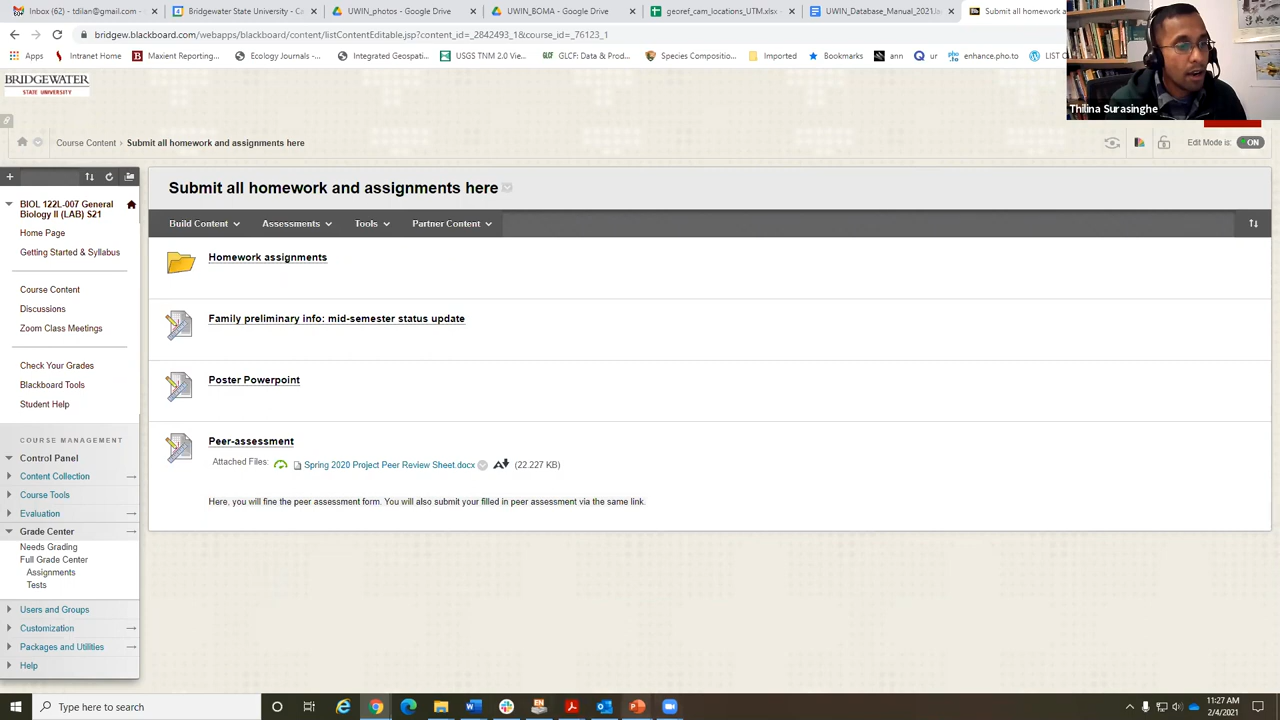 Inbox (62) - tdilan@gmail.com
Bridgewater State University - Ca
UWIN_photos - Google Drive
UWIN_BOMA - Google Drive
georef_cam_locations_UTM.xlsx
UWIN_Database_Manual_2021.la
Submit all homework and assignm
bridgew.blackboard.com/webapps/blackboard/content/listContentEditable
ontent_id=_2842493_1&course_id=_76123_1
Apps
Intranet Home
Maxient Reporting...
Ecology Journals -...
Integrated Geospati...
USGS TNM 2.0 Vie...
GLCF: Data & Prod...
Species Compositio...
Imported
Bookmarks
ann
ur
enhance.pho.to
LIST O
Thilina Surasinghe
BRIDGEWATER
STATE UNIVERSITY
Course Content > Submit all homework and assignments here
Edit Mode is: ON
BIOL 122L-007 General
Biology II (LAB) S21
Home Page
Getting Started & Syllabus
Course Content
Discussions
Zoom Class Meetings
Check Your Grades
Blackboard Tools
Student Help
COURSE MANAGEMENT
Control Panel
Content Collection
Course Tools
Evaluation
Grade Center
Needs Grading
Full Grade Center
Assignments
Tests
Users and Groups
Customization
Packages and Utilities
Help
Submit all homework and assignments here
Build Content
Assessments
Tools
Partner Content
Homework assignments
Family preliminary info: mid-semester status update
Poster Powerpoint
Peer-assessment
Attached Files: Spring 2020 Project Peer Review Sheet.docx (22.227 KB)
Here, you will fine the peer assessment form. You will also submit your filled in peer assessment via the same link.
Type here to search
11:27 AM
2/4/2021